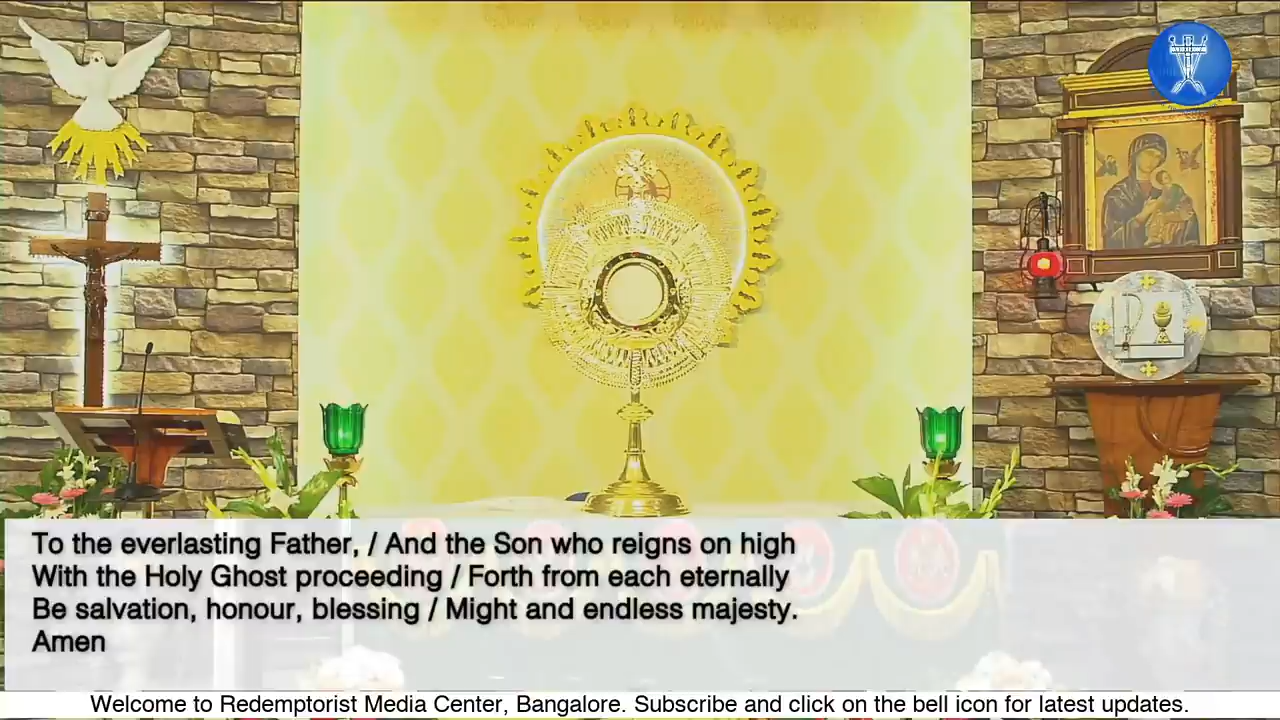 To the everlasting Father, / And the Son who reigns on high
With the Holy Ghost proceeding / Forth from each eternally
Be salvation, honour, blessing / Might and endless majesty.
Amen
Welcome to Redemptorist Media Center, Bangalore. Subscribe and click on the bell icon for latest updates.